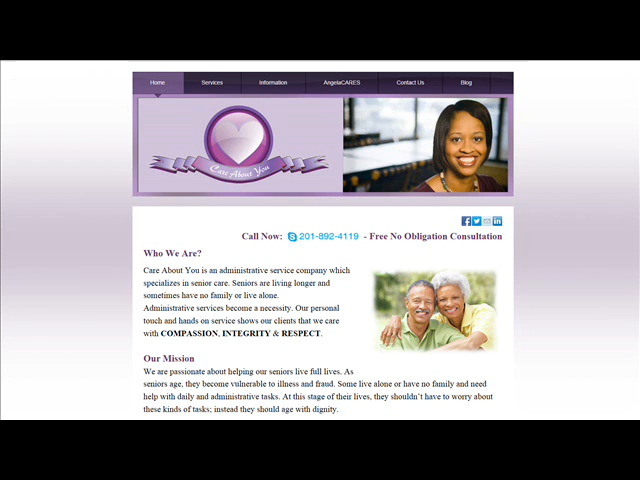 Home Services Information AngelaCARES Contact Us Blog
Care About You
Call Now: 201-892-4119 - Free No Obligation Consultation
Who We Are?
Care About You is an administrative service company which
specializes in senior care. Seniors are living longer and
sometimes have no family or live alone.
Administrative services become a necessity. Our personal
touch and hands on service shows our clients that we care
with COMPASSION, INTEGRITY & RESPECT.
Our Mission
We are passionate about helping our seniors live full lives. As
seniors age, they become vulnerable to illness and fraud. Some live alone or have no family and need
help with daily and administrative tasks. At this stage of their lives, they shouldn't have to worry about
these kinds of tasks; instead they should age with dignity.